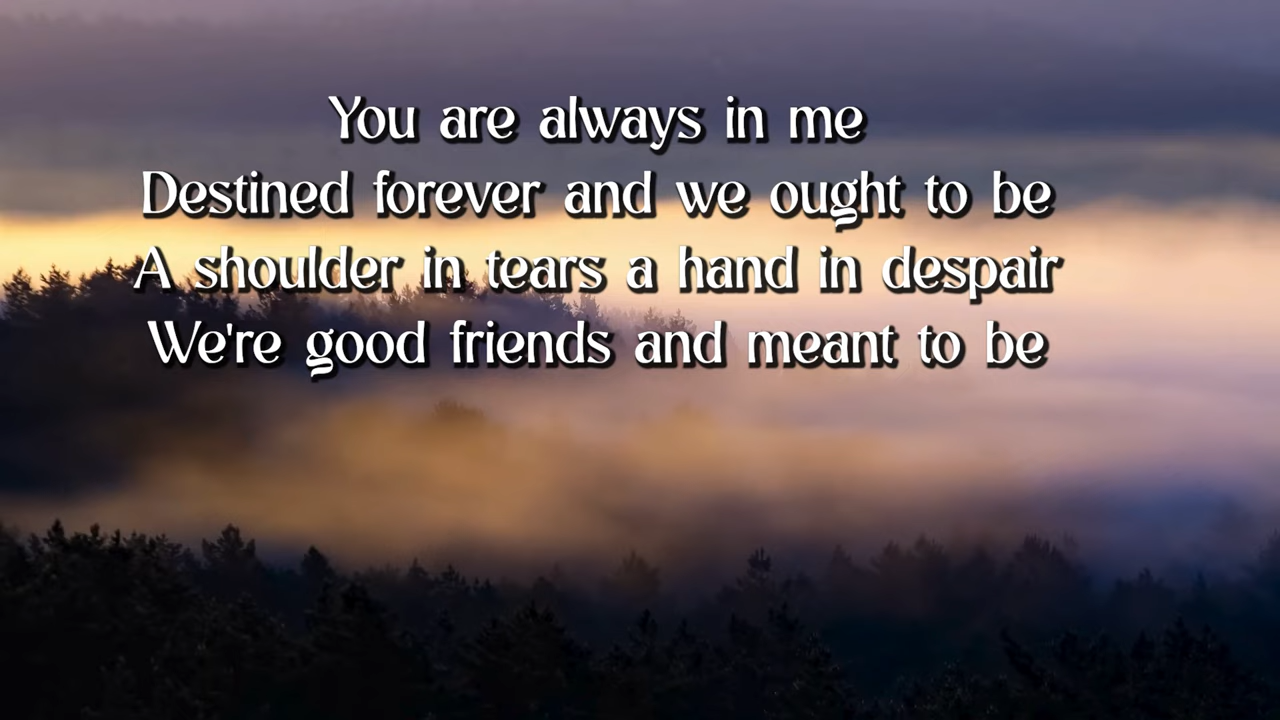 You are always in me
Destined forever and we ought to be
A shoulder in tears a hand in despair
We're good friends and meant to be